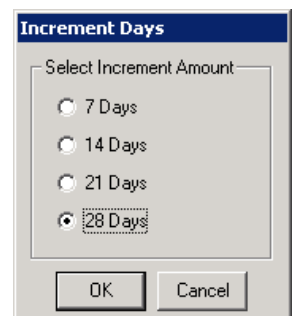 Increment Days
Select Increment Amount
7 Days
14 Days
21 Days
28 Days
OK Cancel